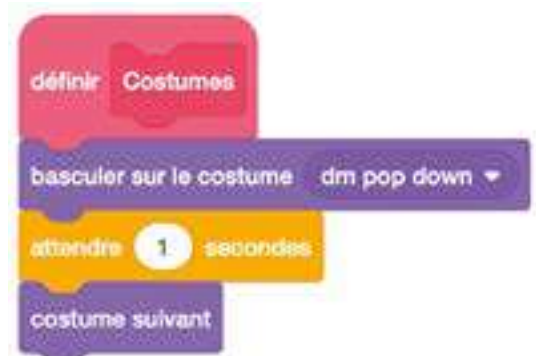 définir Costumes
basculer sur le costume dm pop down
attendre 1 secondes
costume suivant